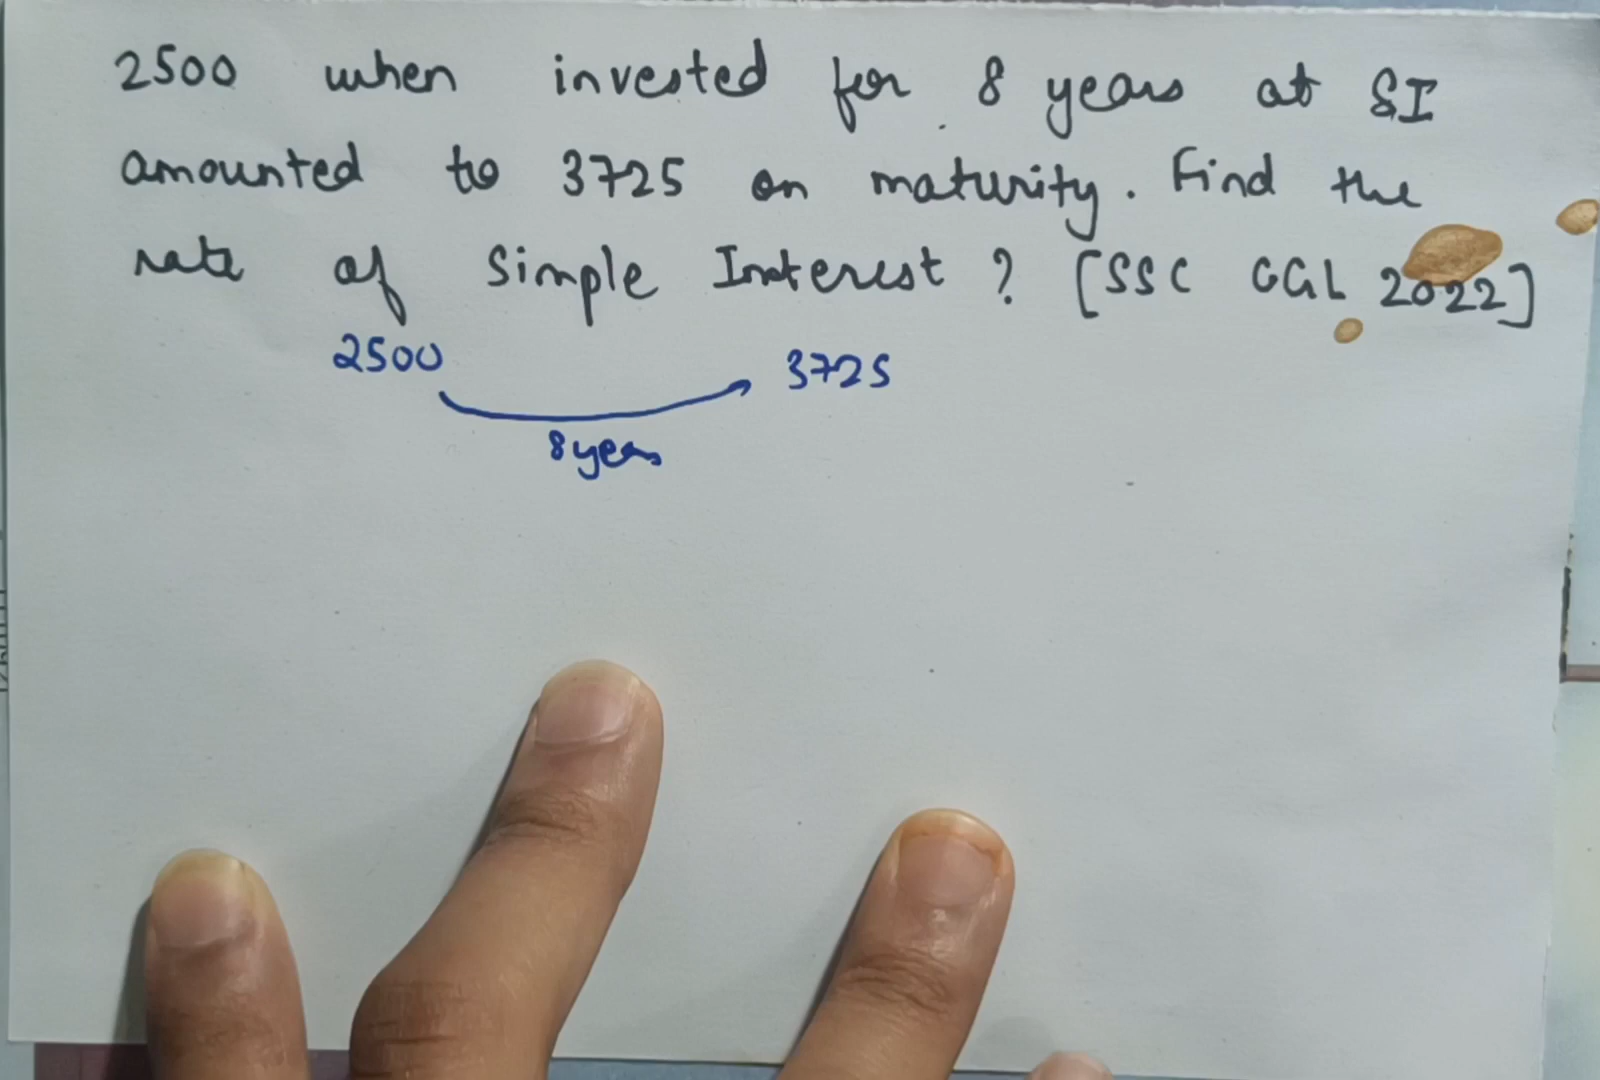 2500 when invested for 8 years at SI
amounted to 3725 on maturity. Find the
rate of Simple Interest ? [SSC CGL 2022]
2500 3725
8 years